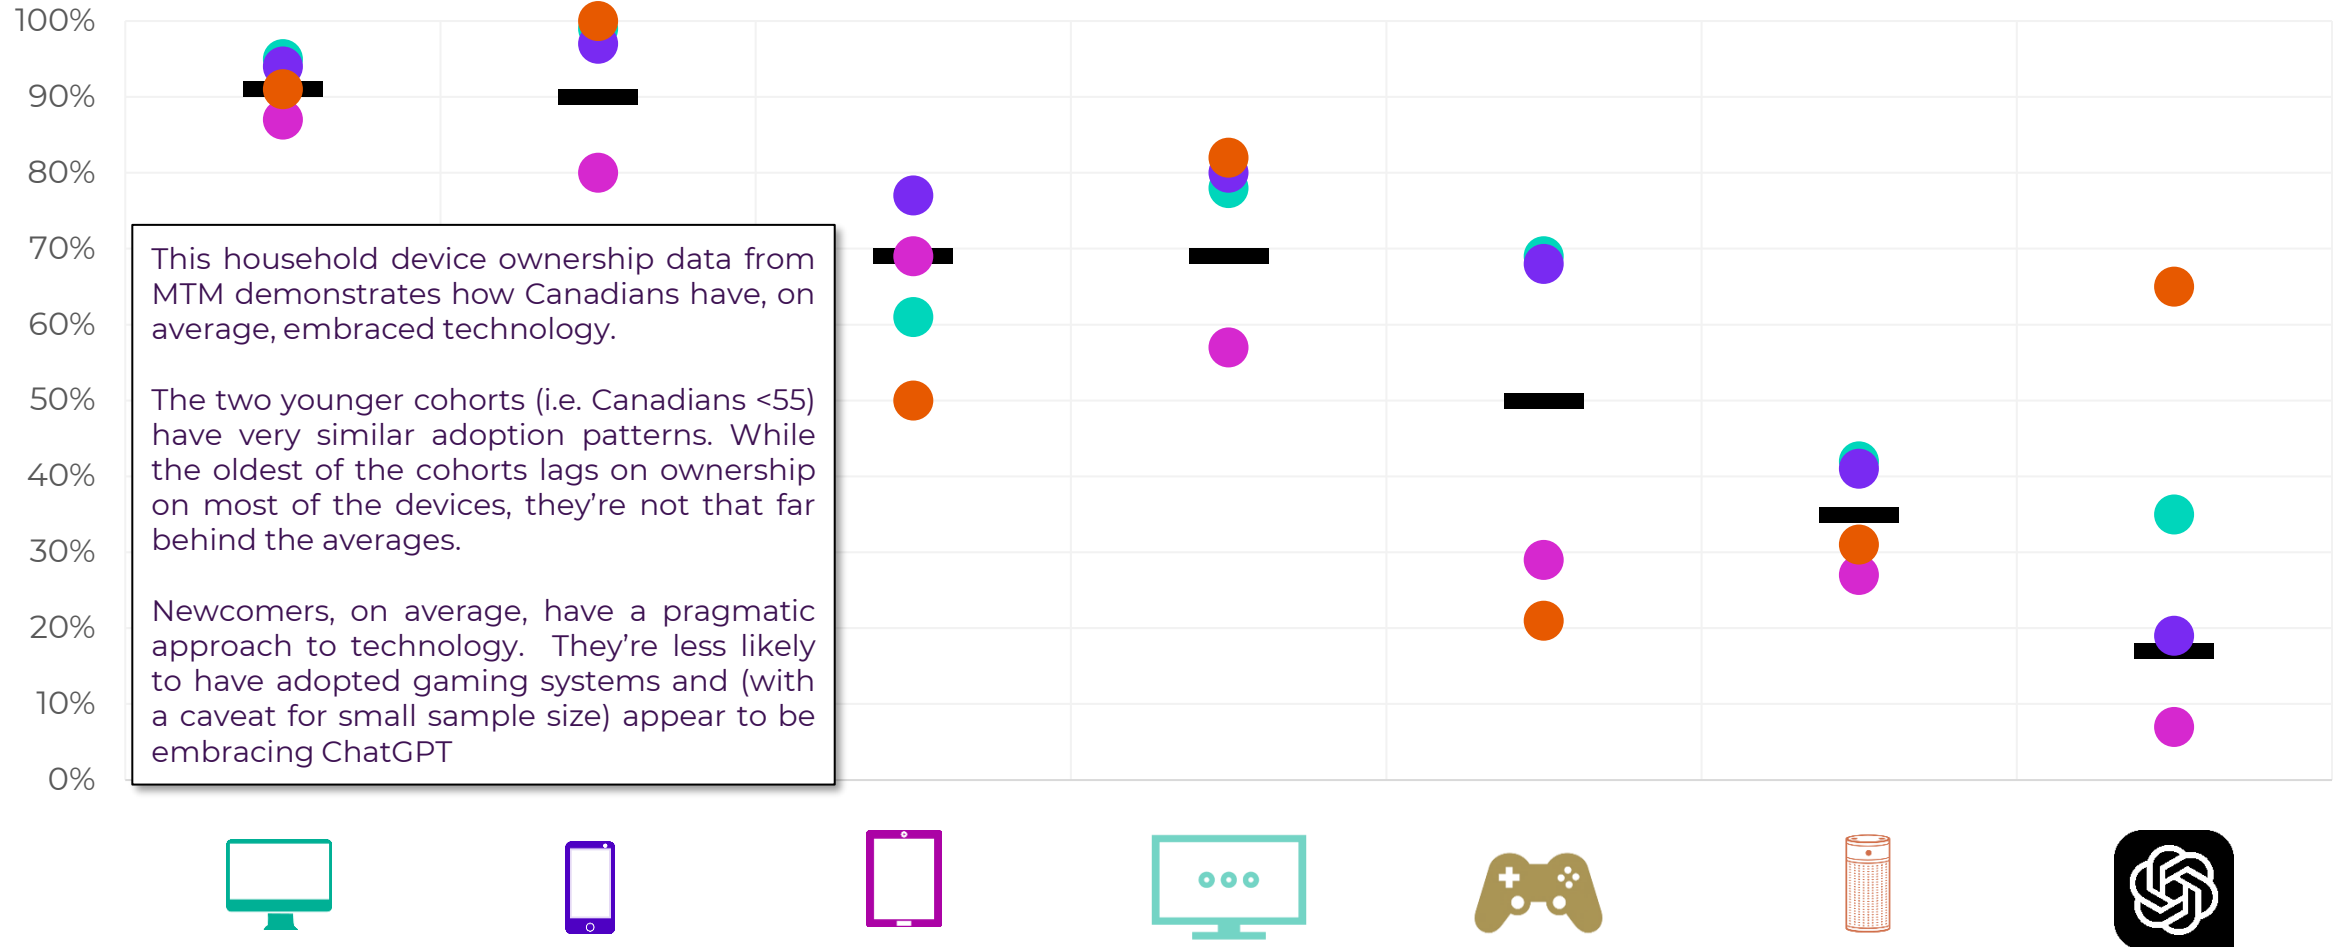 100%
90%
80%
70%
60%
50%
40%
30%
20%
10%
0%
This household device ownership data from
MTM demonstrates how Canadians have, on
average, embraced technology.
The two younger cohorts (i.e. Canadians <55)
have very similar adoption patterns. While
the oldest of the cohorts lags on ownership
on most of the devices, they’re not that far
behind the averages.
Newcomers, on average, have a pragmatic
approach to technology.  They’re less likely
to have adopted gaming systems and (with
a caveat for small sample size) appear to be
embracing ChatGPT